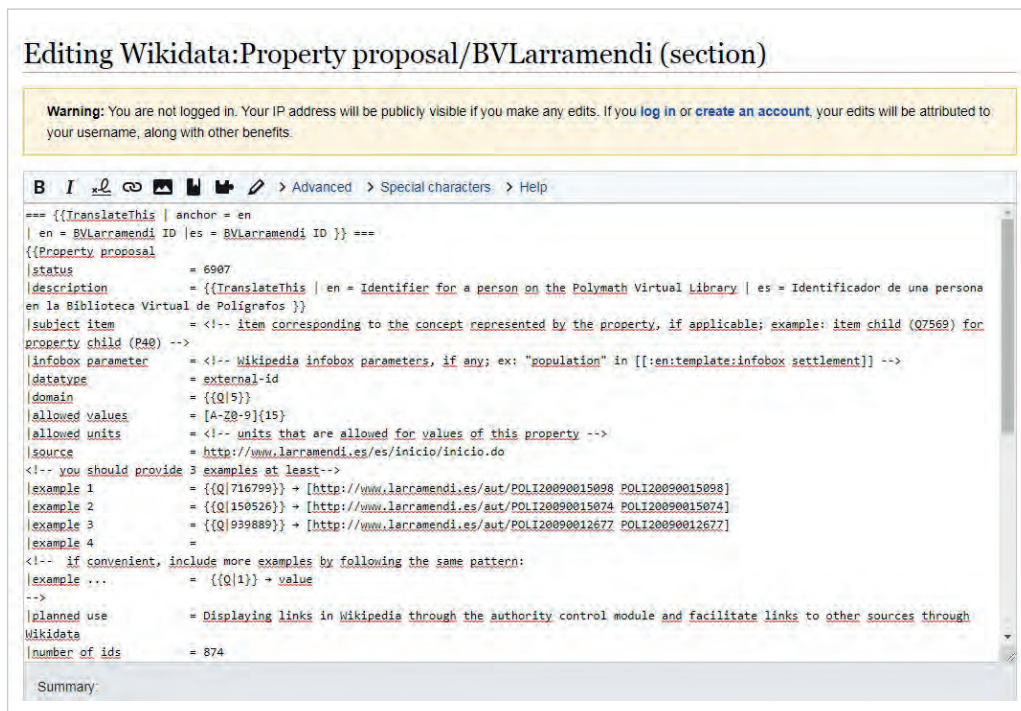 Editing Wikidata:Property proposal/BVLarramendi (section)
Warning: You are not logged in. Your IP address will be publicly visible if you make any edits. If you log in or create an account, your edits will be attributed to
your username, along with other benefits.
B I > Advanced > Special characters > Help
=== {{TranslateThis | anchor = en
| en = BVLarramendi ID |es = BVLarramendi ID }} ===
{{Property proposal
|status = 6907
|description = {{TranslateThis | en = Identifier for a person on the Polymath Virtual Library | es = Identificador de una persona
en la Biblioteca Virtual de Polígrafos }}
|subject item = <!-- item corresponding to the concept represented by the property, if applicable; example: item child (Q7569) for
property child (P40) -->
|infobox parameter = <!-- Wikipedia infobox parameters, if any; ex: "population" in [[:en:template:infobox settlement]] -->
|datatype = external-id
|domain = {{Q|5}}
|allowed values = [A-Z0-9]{15}
|allowed units = <!-- units that are allowed for values of this property -->
|source = http://www.larramendi.es/es/inicio/inicio.do
<!-- you should provide 3 examples at least-->
|example 1 = {{Q|716799}} → [http://www.larramendi.es/aut/POLI20090015098 POLI20090015098]
|example 2 = {{Q|150526}} → [http://www.larramendi.es/aut/POLI20090015074 POLI20090015074]
|example 3 = {{Q|939889}} → [http://www.larramendi.es/aut/POLI20090012677 POLI20090012677]
|example 4 =
<!-- if convenient, include more examples by following the same pattern:
|example ... = {{Q|1}} → value
-->
|planned use = Displaying links in Wikipedia through the authority control module and facilitate links to other sources through
Wikidata
|number of ids = 874
Summary: